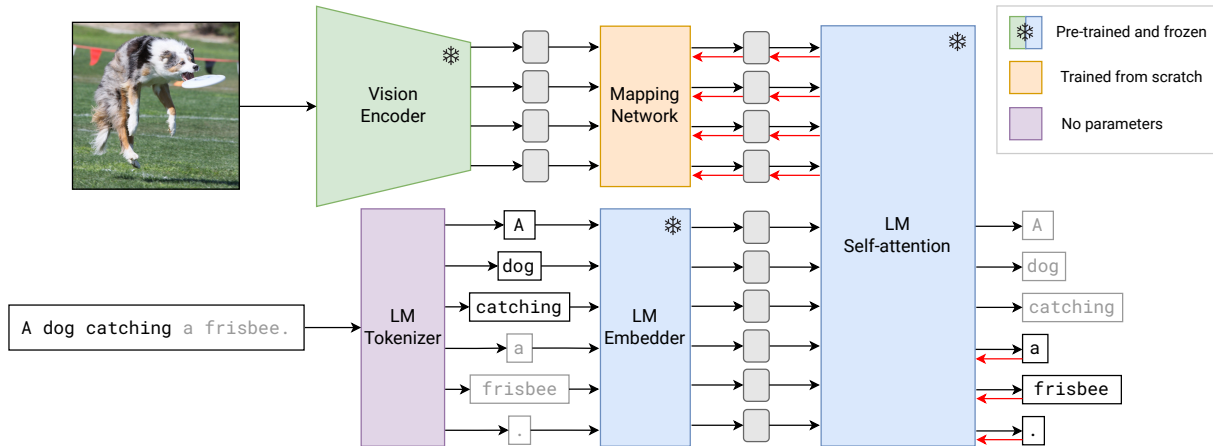 Vision
Encoder
Mapping
Network
LM
Self-attention
Pre-trained and frozen
Trained from scratch
No parameters
A dog catching a frisbee.
LM
Tokenizer
A
dog
catching
a
frisbee
.
LM
Embedder
A
dog
catching
a
frisbee
.